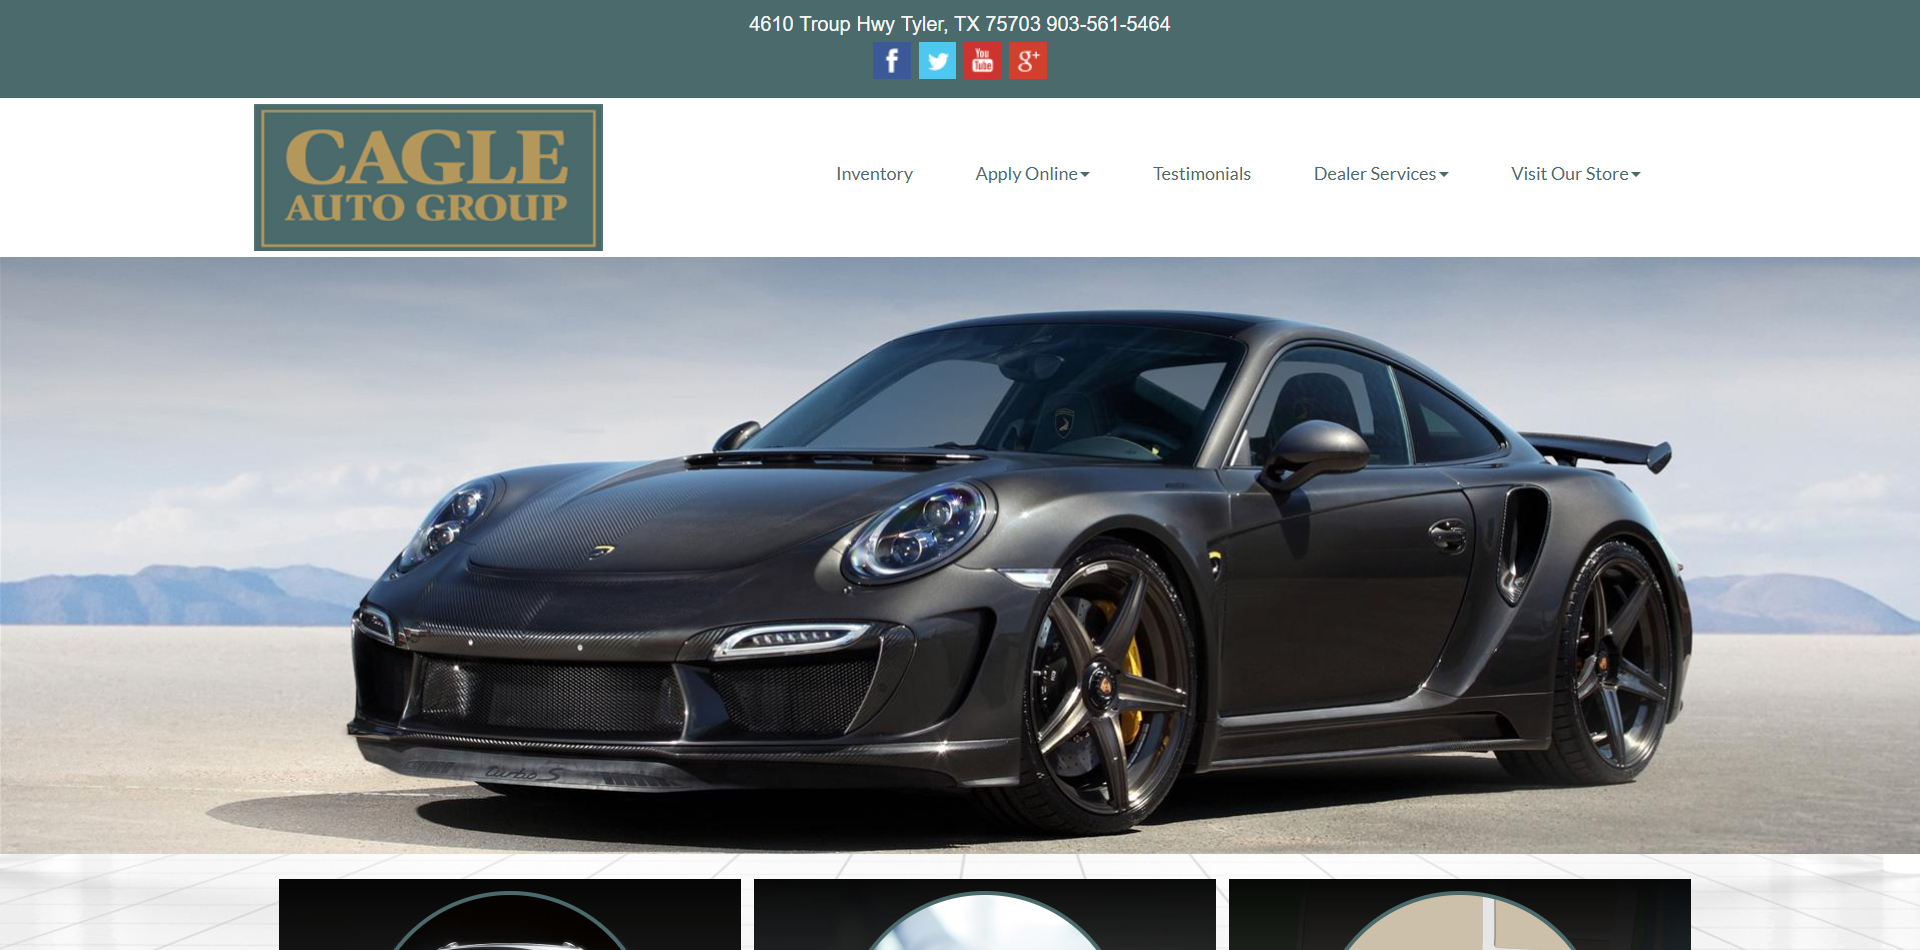 4610 Troup Hwy Tyler, TX 75703 903-561-5464
f
You
Tube
g+
CAGLE
AUTO GROUP
Inventory
Apply Online
Testimonials
Dealer Services
Visit Our Store
turbo S